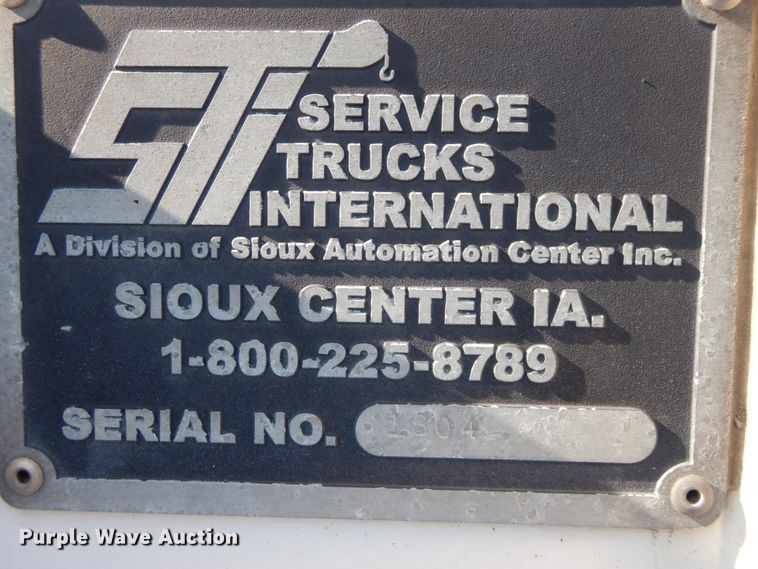 STi
SERVICE
TRUCKS
INTERNATIONAL
A Division of Sioux Automation Center Inc.
SIOUX CENTER IA.
1-800-225-8789
SERIAL NO.
Purple Wave Auction